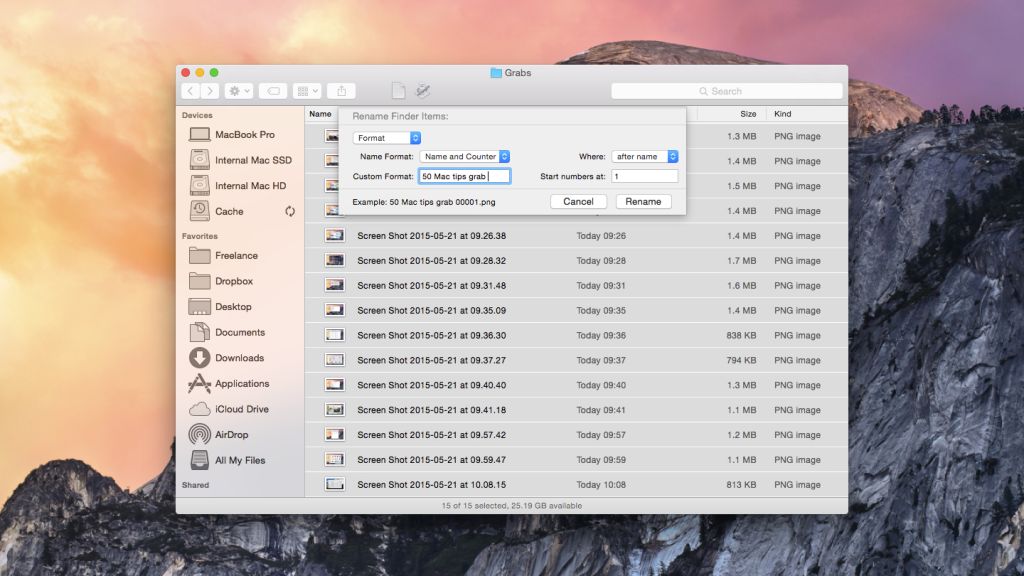 Grabs
Search
Devices
MacBook Pro
Internal Mac SSD
Internal Mac HD
Cache
Favorites
Freelance
Dropbox
Desktop
Documents
Downloads
Applications
iCloud Drive
AirDrop
All My Files
Shared
Name Size Kind
Rename Finder Items:
Format
Name Format: Name and Counter Where: after name
Custom Format: 50 Mac tips grab Start numbers at: 1
Example: 50 Mac tips grab 00001.png Cancel Rename
1.3 MB PNG image
1.4 MB PNG image
1.5 MB PNG image
1.4 MB PNG image
Screen Shot 2015-05-21 at 09.26.38 Today 09:26 1.4 MB PNG image
Screen Shot 2015-05-21 at 09.28.32 Today 09:28 1.7 MB PNG image
Screen Shot 2015-05-21 at 09.31.48 Today 09:31 1.6 MB PNG image
Screen Shot 2015-05-21 at 09.35.09 Today 09:35 1.4 MB PNG image
Screen Shot 2015-05-21 at 09.36.30 Today 09:36 838 KB PNG image
Screen Shot 2015-05-21 at 09.37.27 Today 09:37 794 KB PNG image
Screen Shot 2015-05-21 at 09.40.40 Today 09:40 1.3 MB PNG image
Screen Shot 2015-05-21 at 09.41.18 Today 09:41 1.1 MB PNG image
Screen Shot 2015-05-21 at 09.57.42 Today 09:57 1.2 MB PNG image
Screen Shot 2015-05-21 at 09.59.47 Today 09:59 1.1 MB PNG image
Screen Shot 2015-05-21 at 10.08.15 Today 10:08 813 KB PNG image
15 of 15 selected, 25.19 GB available